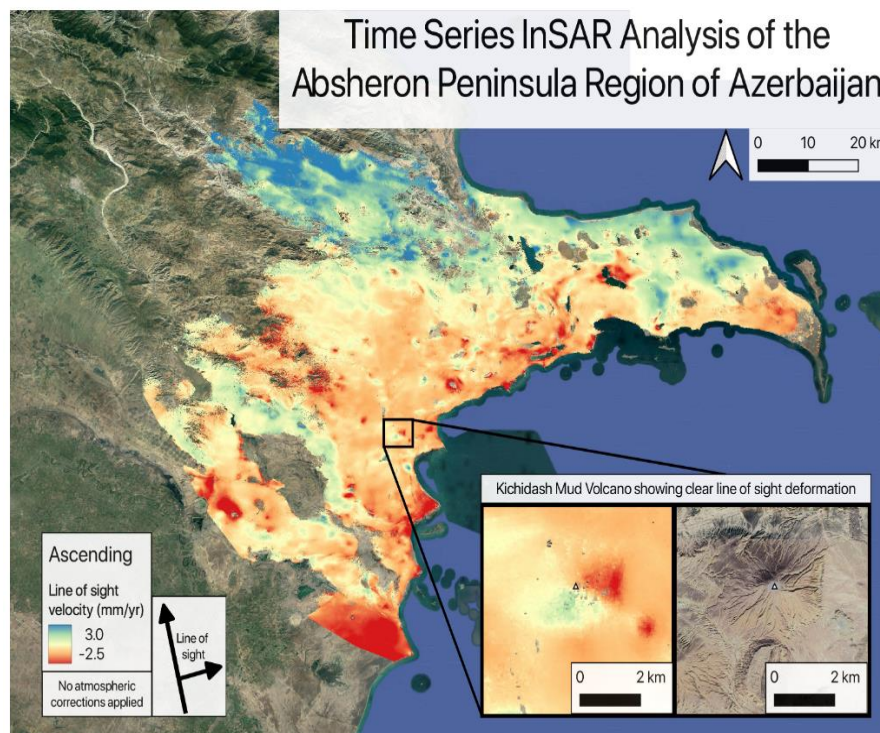 Time Series InSAR Analysis of the
Absheron Peninsula Region of Azerbaijan
0 10 20 km
Kichidash Mud Volcano showing clear line of sight deformation
Ascending
Line of sight
velocity (mm/yr)
3.0
-2.5
No atmospheric
corrections applied
Line of
sight
0 2 km
0 2 km